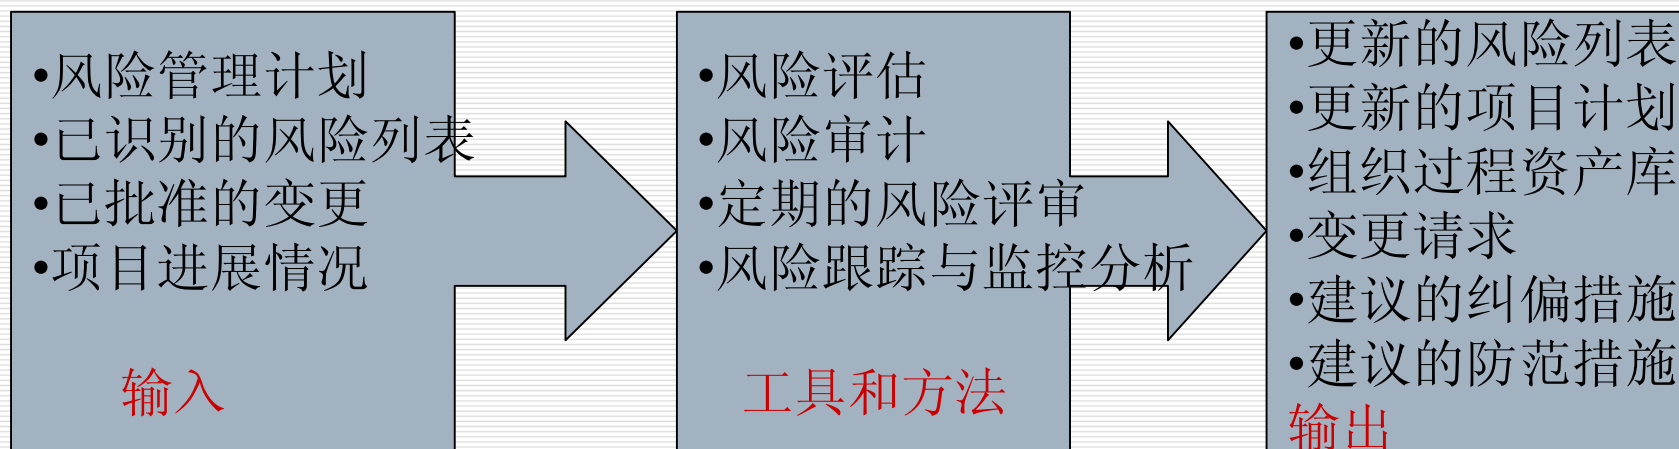 •风险管理计划
•已识别的风险列表
•已批准的变更
•项目进展情况
输入
•风险评估
•风险审计
•定期的风险评审
•风险跟踪与监控分析
工具和方法
•更新的风险列表
•更新的项目计划
•组织过程资产库
•变更请求
•建议的纠偏措施
•建议的防范措施
输出